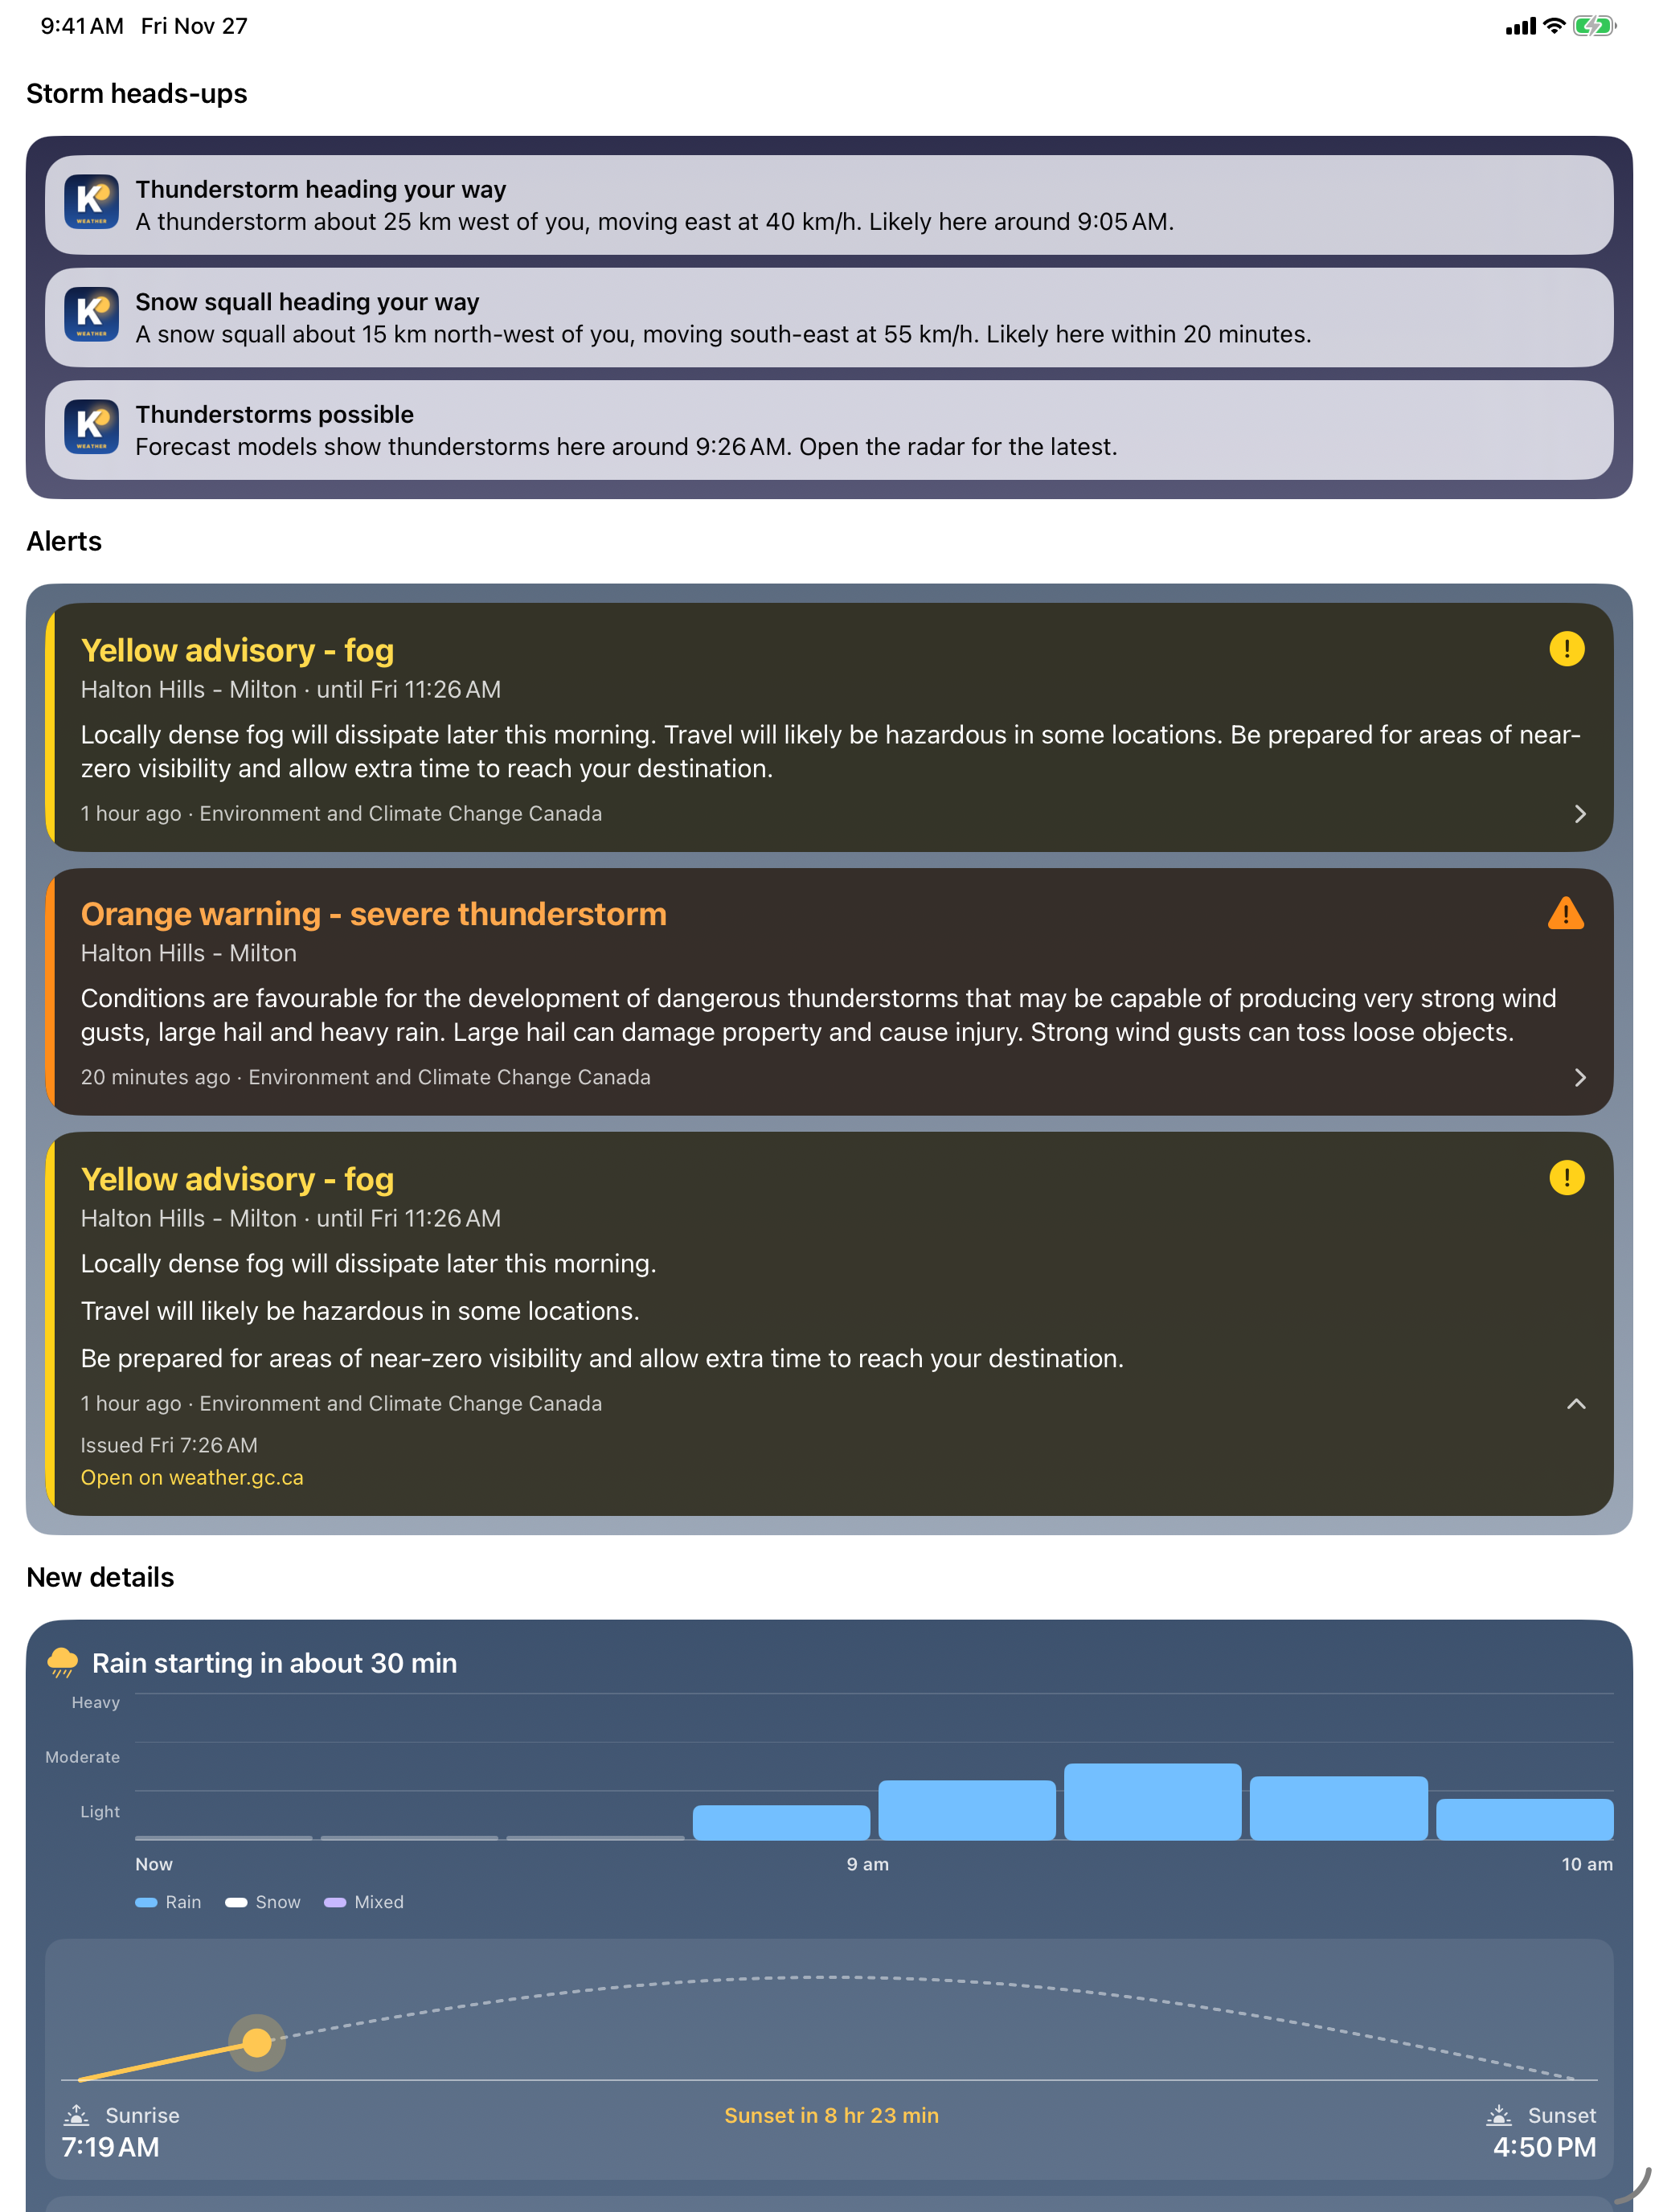 9:41 AM Fri Nov 27
Storm heads-ups
K
WEATHER
Thunderstorm heading your way
A thunderstorm about 25 km west of you, moving east at 40 km/h. Likely here around 9:05 AM.
K
WEATHER
Snow squall heading your way
A snow squall about 15 km north-west of you, moving south-east at 55 km/h. Likely here within 20 minutes.
K
WEATHER
Thunderstorms possible
Forecast models show thunderstorms here around 9:26 AM. Open the radar for the latest.
Alerts
Yellow advisory - fog
Halton Hills - Milton · until Fri 11:26 AM
Locally dense fog will dissipate later this morning. Travel will likely be hazardous in some locations. Be prepared for areas of near-
zero visibility and allow extra time to reach your destination.
1 hour ago · Environment and Climate Change Canada
Orange warning - severe thunderstorm
Halton Hills - Milton
Conditions are favourable for the development of dangerous thunderstorms that may be capable of producing very strong wind
gusts, large hail and heavy rain. Large hail can damage property and cause injury. Strong wind gusts can toss loose objects.
20 minutes ago · Environment and Climate Change Canada
Yellow advisory - fog
Halton Hills - Milton · until Fri 11:26 AM
Locally dense fog will dissipate later this morning.
Travel will likely be hazardous in some locations.
Be prepared for areas of near-zero visibility and allow extra time to reach your destination.
1 hour ago · Environment and Climate Change Canada
Issued Fri 7:26 AM
Open on weather.gc.ca
New details
Rain starting in about 30 min
Heavy
Moderate
Light
Now 9 am 10 am
Rain Snow Mixed
Sunrise Sunset in 8 hr 23 min Sunset
7:19 AM 4:50 PM